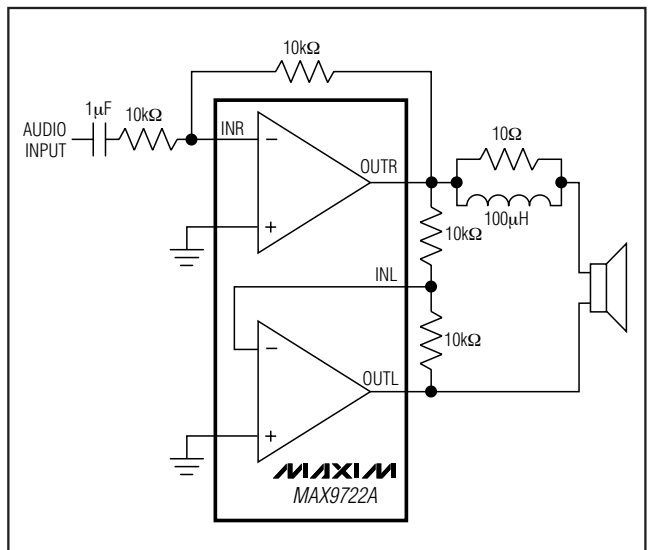 10kΩ
1µF
10kΩ
AUDIO
INPUT
INR
−
OUTR
10Ω
100µH
+
10kΩ
INL
−
10kΩ
OUTL
+
MAXIM
MAX9722A